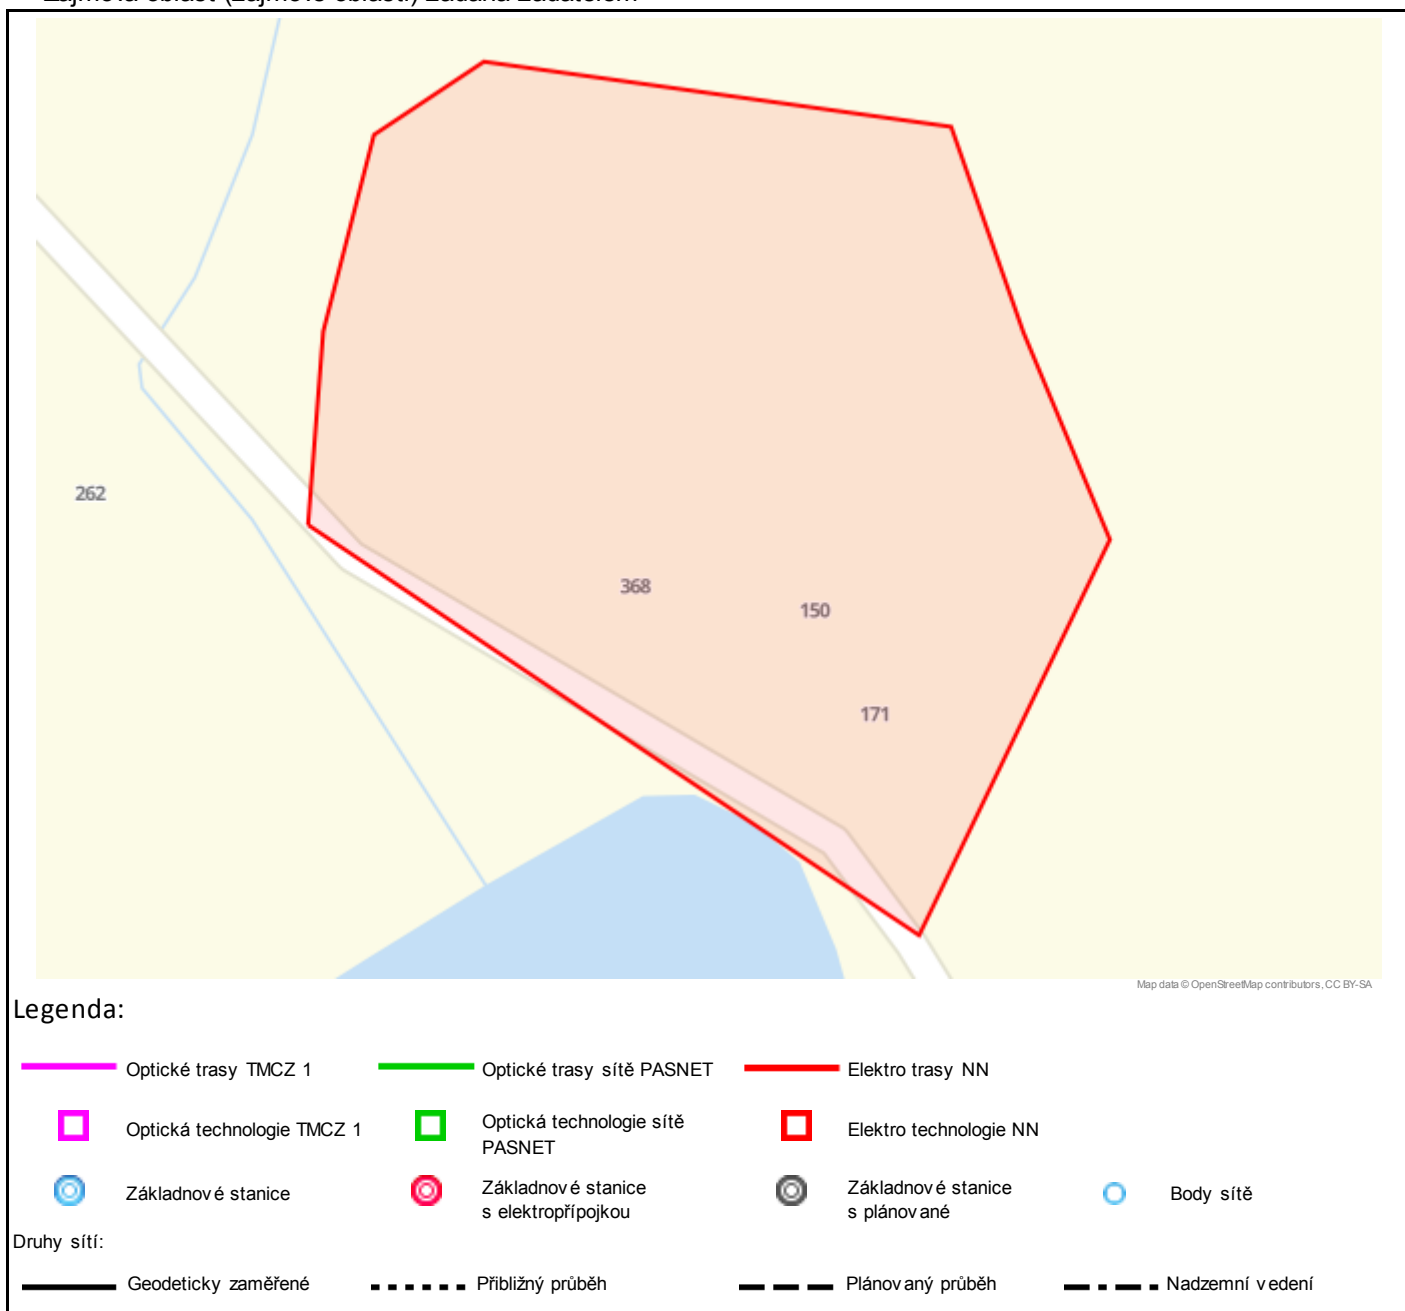 262
368
150
171
Map data © OpenStreetMap contributors, CC BY-SA
Legenda:
Optické trasy TMCZ 1
Optické trasy sítě PASNET
Elektro trasy NN
Optická technologie TMCZ 1
Optická technologie sítě
PASNET
Elektro technologie NN
Základnové stanice
Základnové stanice
s elektropřípojkou
Základnové stanice
s plánované
Body sítě
Druhy sítí:
Geodeticky zaměřené
Přibližný průběh
Plánovaný průběh
Nadzemní vedení